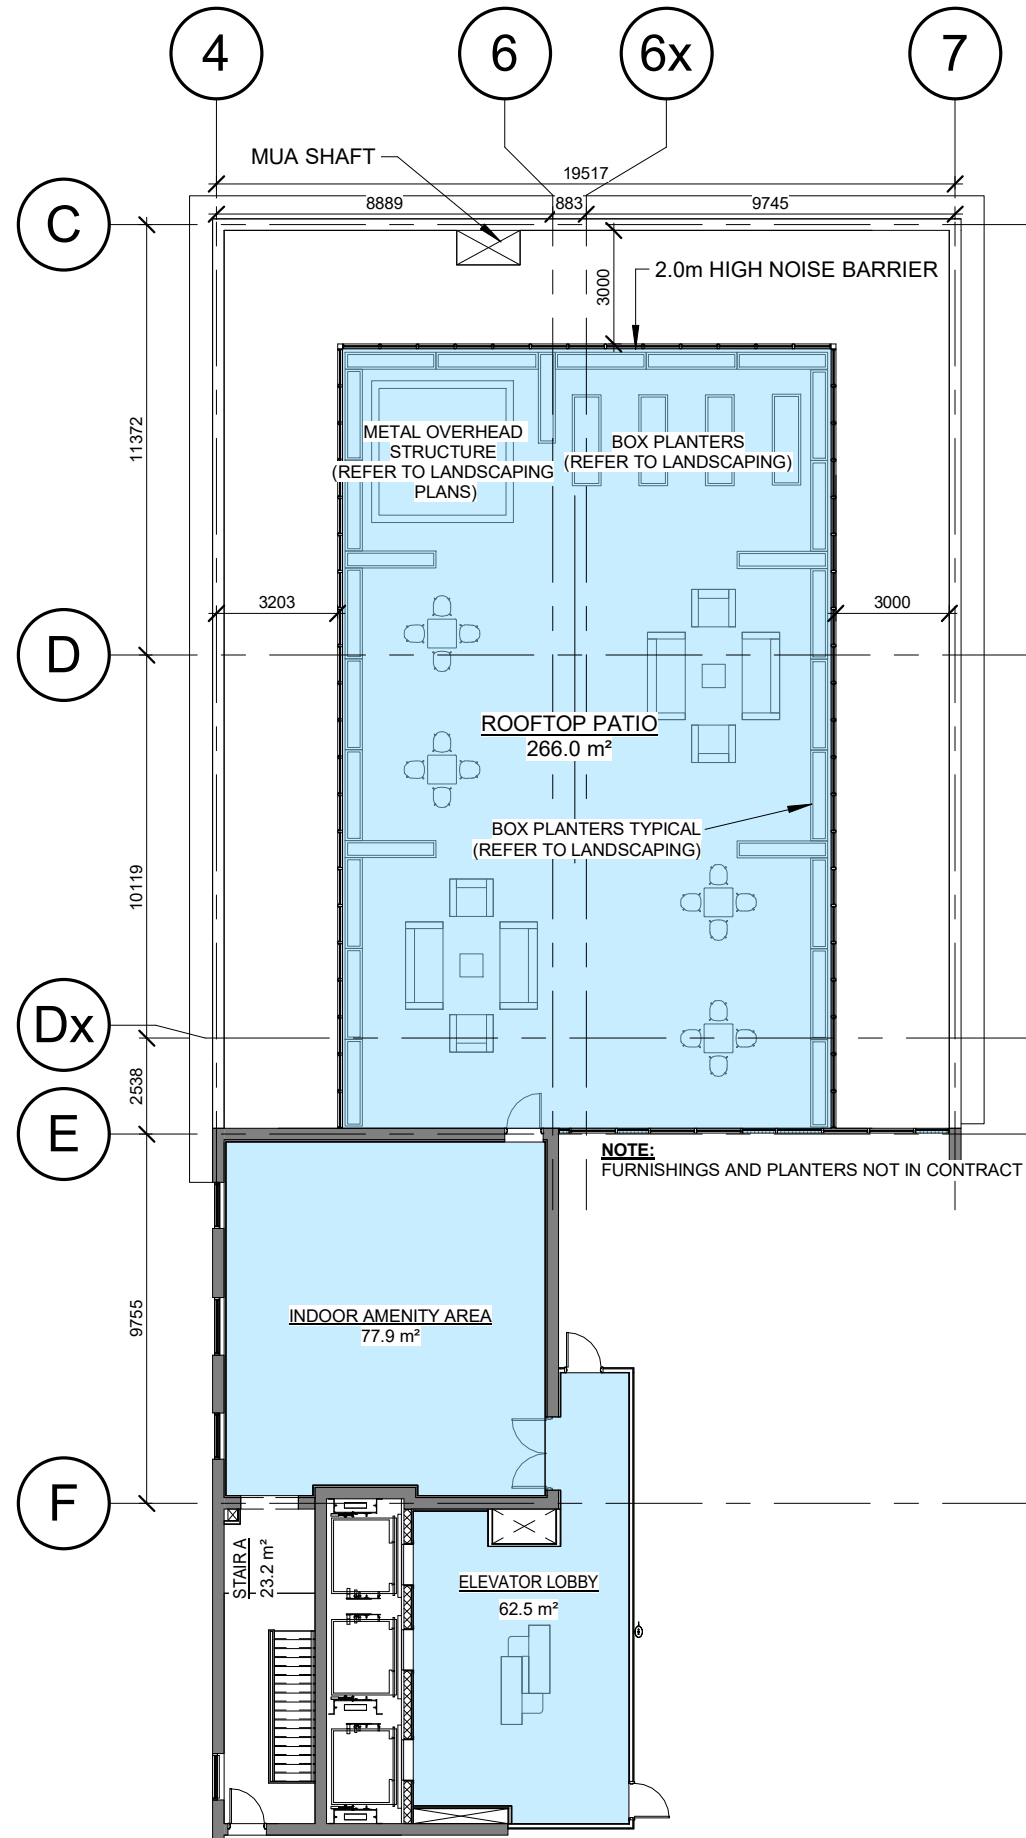 4
6
6x
7
MUA SHAFT
19517
8889
883
9745
C
3000
2.0m HIGH NOISE BARRIER
11372
METAL OVERHEAD
STRUCTURE
(REFER TO LANDSCAPING
PLANS)
BOX PLANTERS
(REFER TO LANDSCAPING)
3203
3000
D
ROOFTOP PATIO
266.0 m²
BOX PLANTERS TYPICAL
(REFER TO LANDSCAPING)
10119
Dx
2538
E
NOTE:
FURNISHINGS AND PLANTERS NOT IN CONTRACT
9755
INDOOR AMENITY AREA
77.9 m²
F
STAIR A
23.2 m²
ELEVATOR LOBBY
62.5 m²